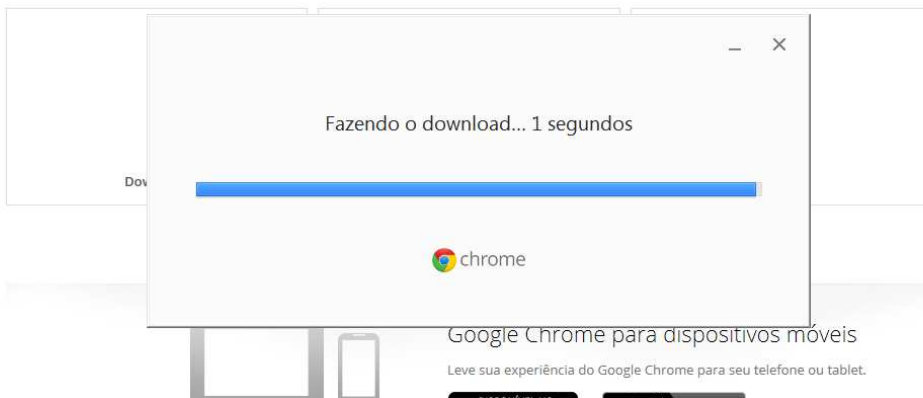 Fazendo o download... 1 segundos
chrome
Google Chrome para dispositivos móveis
Leve sua experiência do Google Chrome para seu telefone ou tablet.